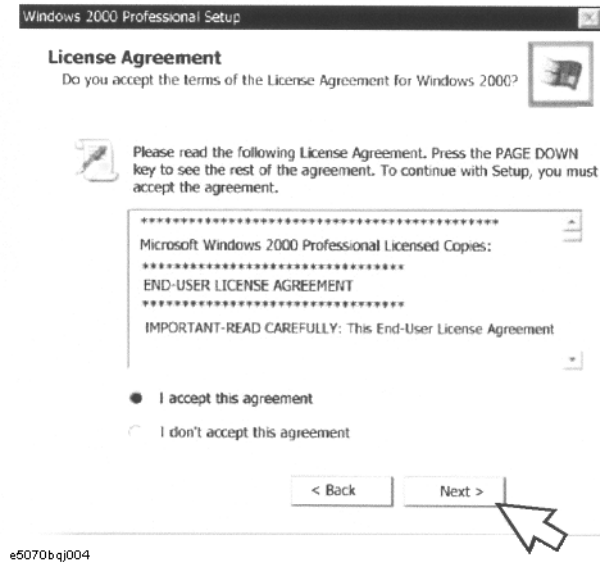 Windows 2000 Professional Setup
License Agreement
Do you accept the terms of the License Agreement for Windows 2000?
Please read the following License Agreement. Press the PAGE DOWN
key to see the rest of the agreement. To continue with Setup, you must
accept the agreement.
**********************************************
Microsoft Windows 2000 Professional Licensed Copies:
*********************************
END-USER LICENSE AGREEMENT
*********************************
IMPORTANT-READ CAREFULLY: This End-User License Agreement
I accept this agreement
I don't accept this agreement
< Back Next >
e5070bqj004